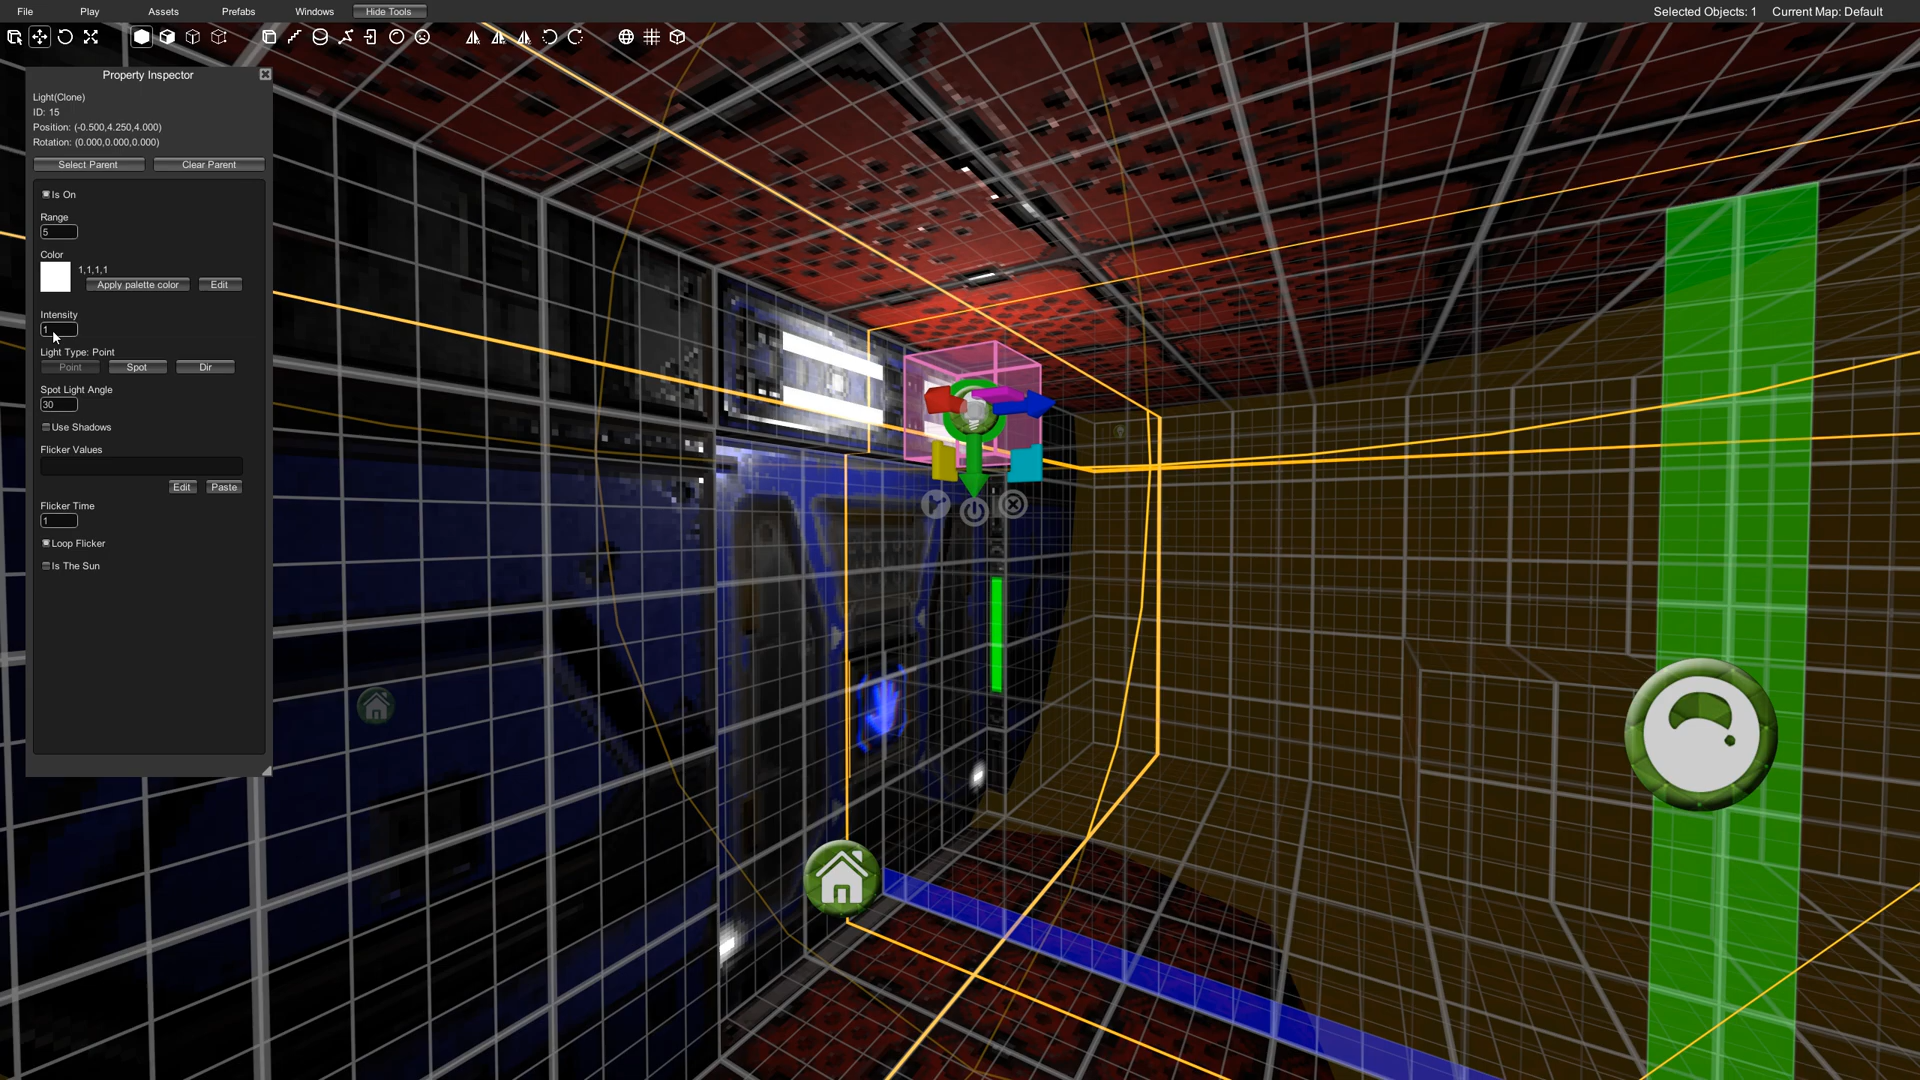 File Play Assets Prefabs Windows Hide Tools Selected Objects: 1 Current Map: Default
Property Inspector
Light(Clone)
ID: 15
Position: (-0.500,4.250,4.000)
Rotation: (0.000,0.000,0.000)
Select Parent Clear Parent
Is On
Range
5
Color
1,1,1,1
Apply palette color Edit
Intensity
1
Light Type: Point
Point Spot Dir
Spot Light Angle
30
Use Shadows
Flicker Values
Edit Paste
Flicker Time
1
Loop Flicker
Is The Sun